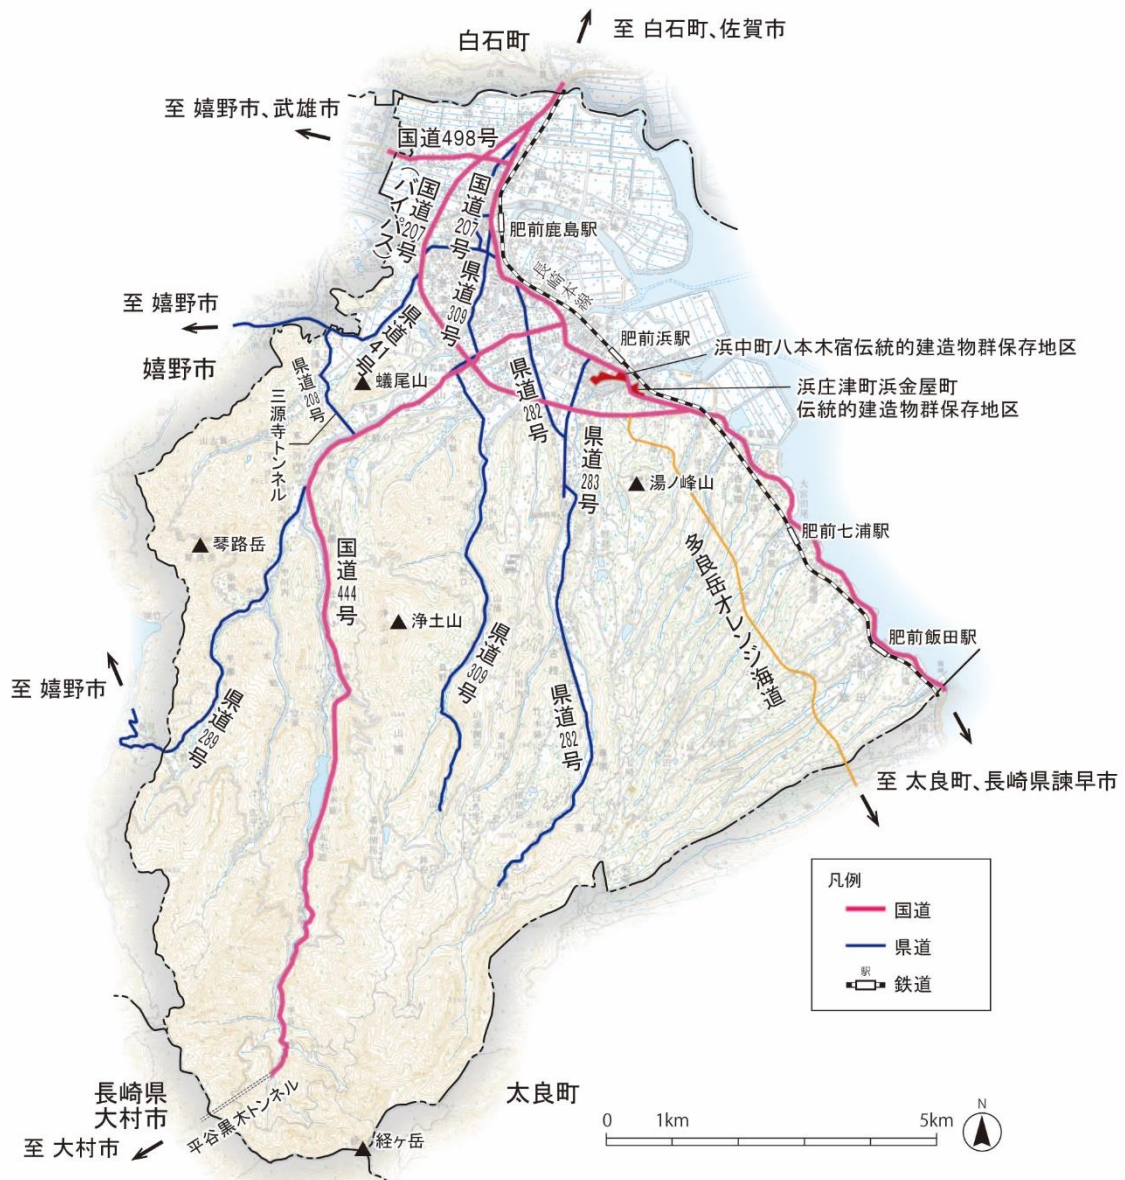 白石町
至 白石町、佐賀市
至 嬉野市、武雄市
国道498号
国道207号
(バイパス)
国道207号
肥前鹿島駅
長崎本線
県道309号
至 嬉野市
嬉野市
県道41号
肥前浜駅
浜中町八本木宿伝統的建造物群保存地区
浜庄津町浜金屋町
伝統的建造物群保存地区
県道208号
蟻尾山
三源寺トンネル
県道282号
県道283号
湯ノ峰山
琴路岳
国道444号
肥前七浦駅
多良岳オレンジ海道
浄土山
県道309号
肥前飯田駅
至 嬉野市
県道289号
県道282号
至 太良町、長崎県諫早市
凡例
国道
県道
駅
鉄道
長崎県
大村市
至 大村市
平谷黒木トンネル
太良町
経ヶ岳
0
1km
5km
N